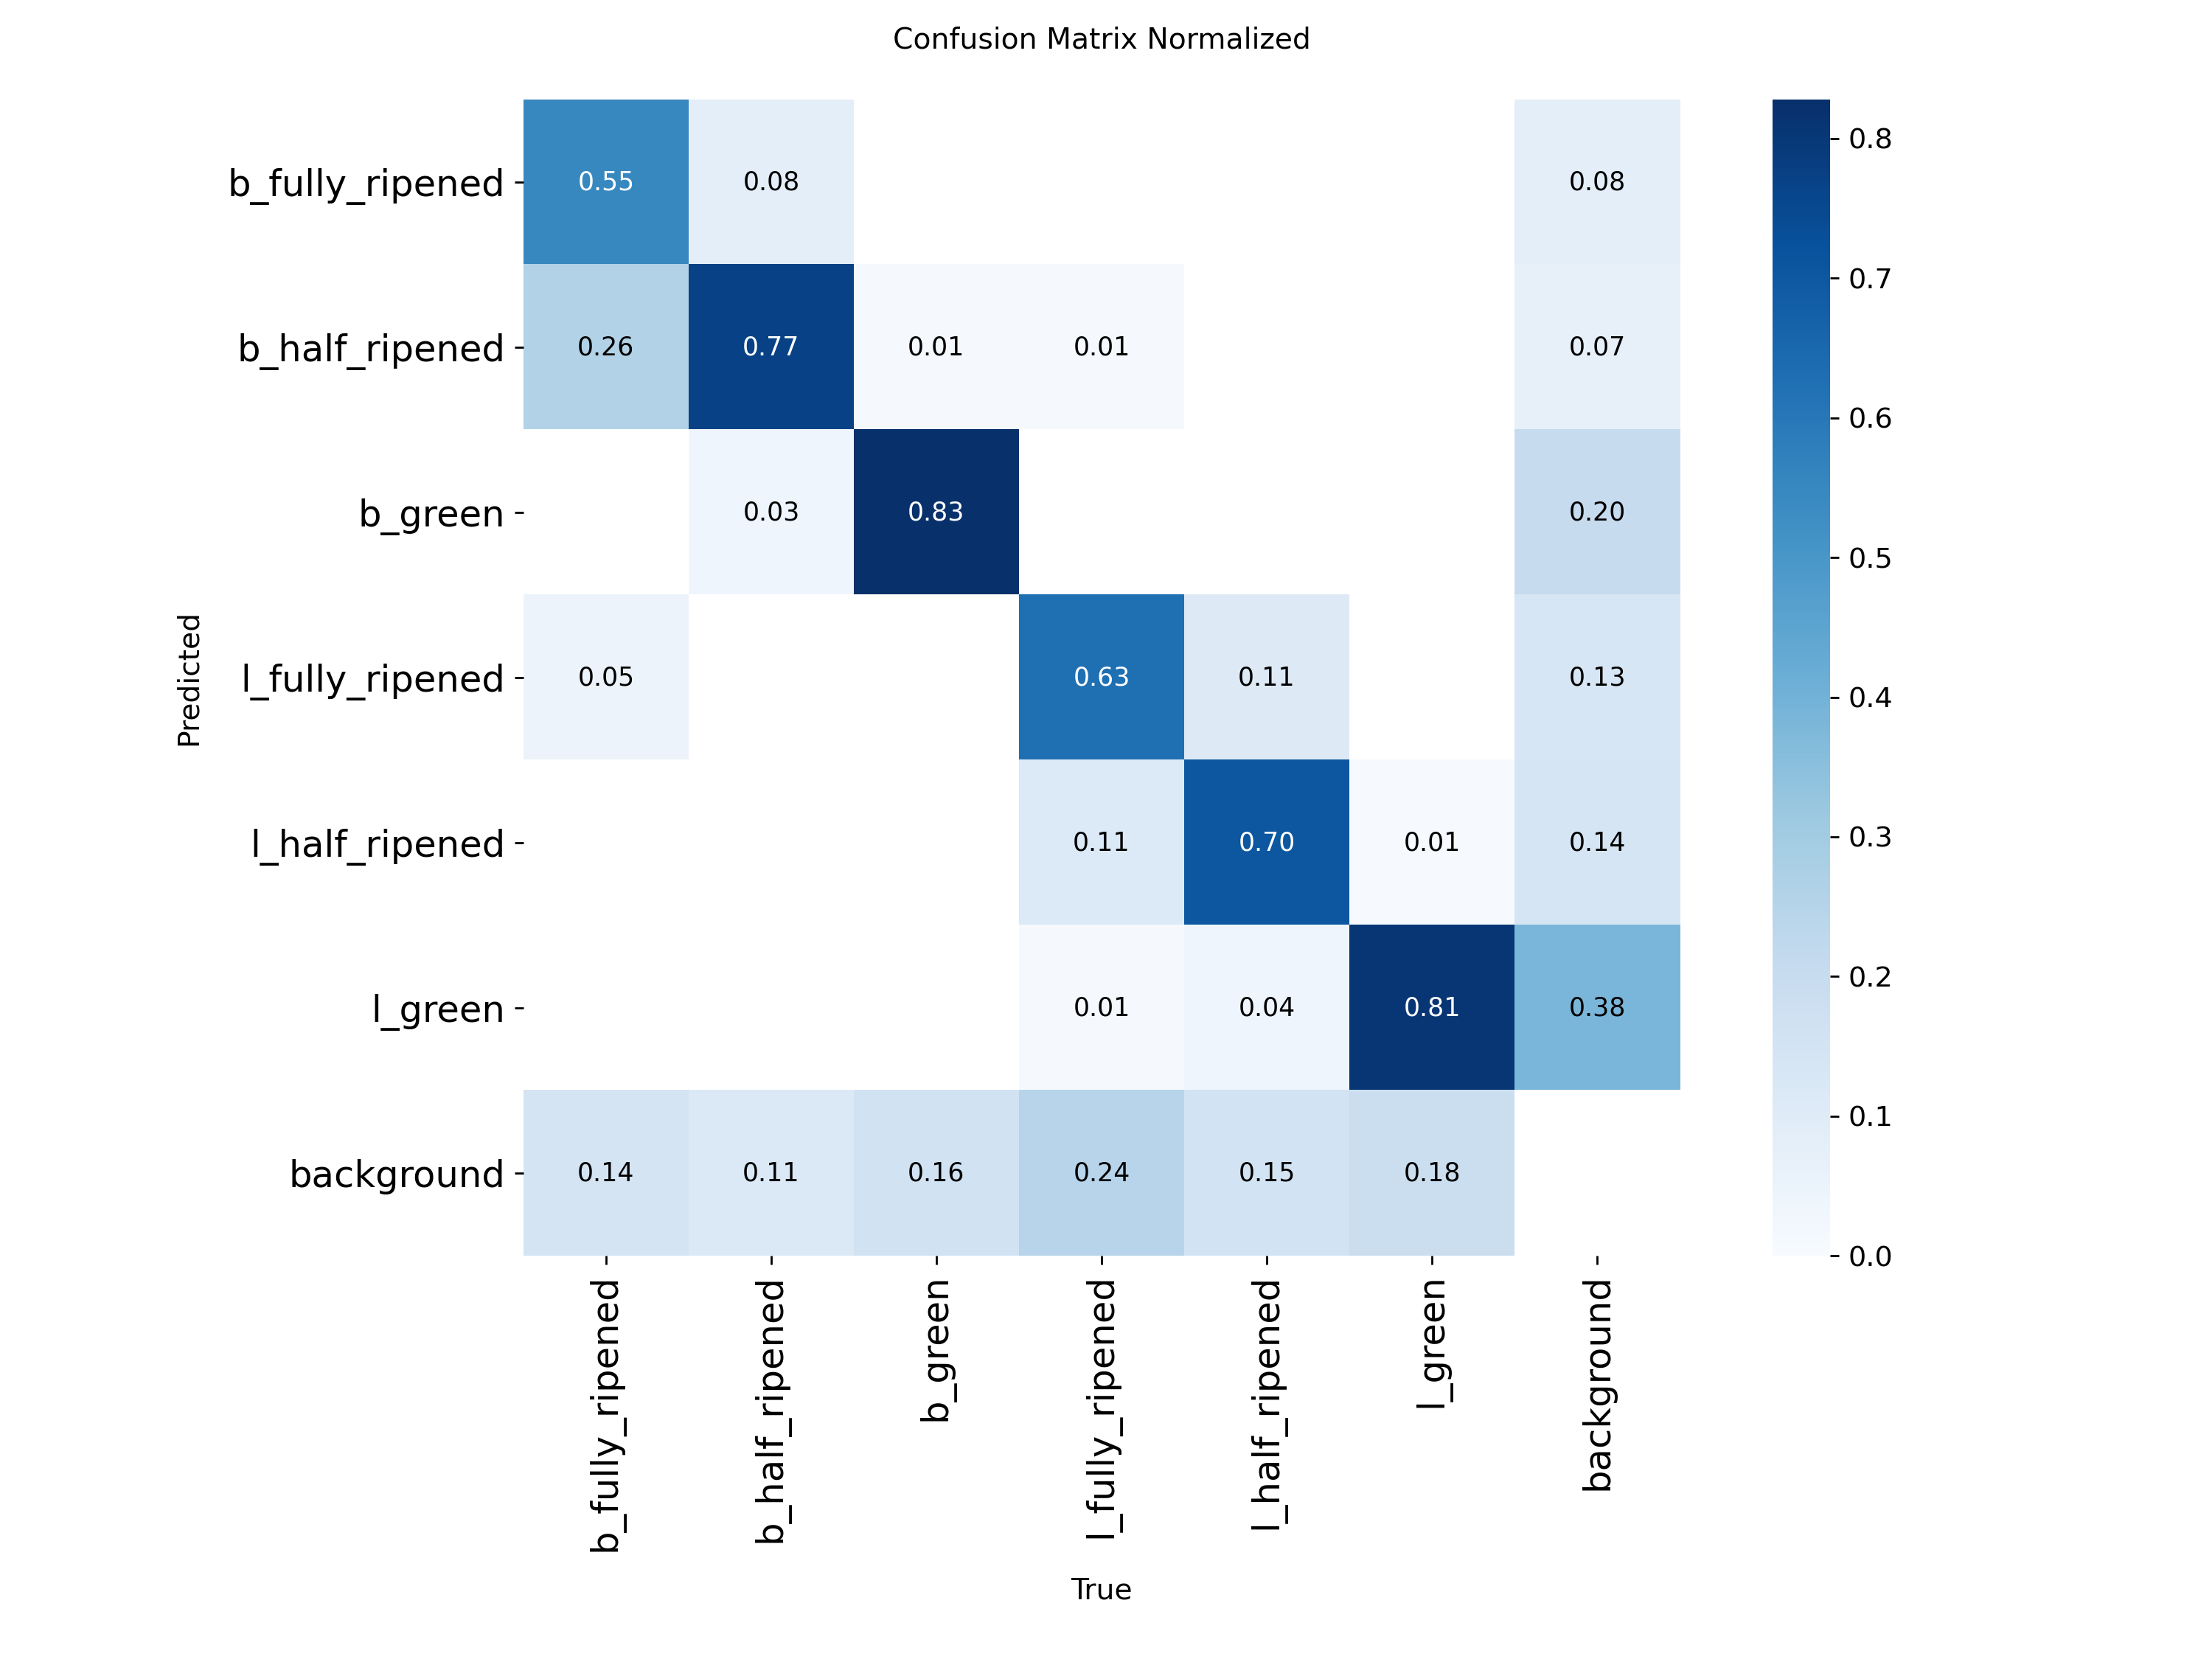 Confusion Matrix Normalized
b_fully_ripened 0.55 0.08 0.08
b_half_ripened 0.26 0.77 0.01 0.01 0.07
b_green 0.03 0.83 0.20
l_fully_ripened 0.05 0.63 0.11 0.13
l_half_ripened 0.11 0.70 0.01 0.14
l_green 0.01 0.04 0.81 0.38
background 0.14 0.11 0.16 0.24 0.15 0.18
Predicted
b_fully_ripened b_half_ripened b_green l_fully_ripened l_half_ripened l_green background
True
0.8
0.7
0.6
0.5
0.4
0.3
0.2
0.1
0.0